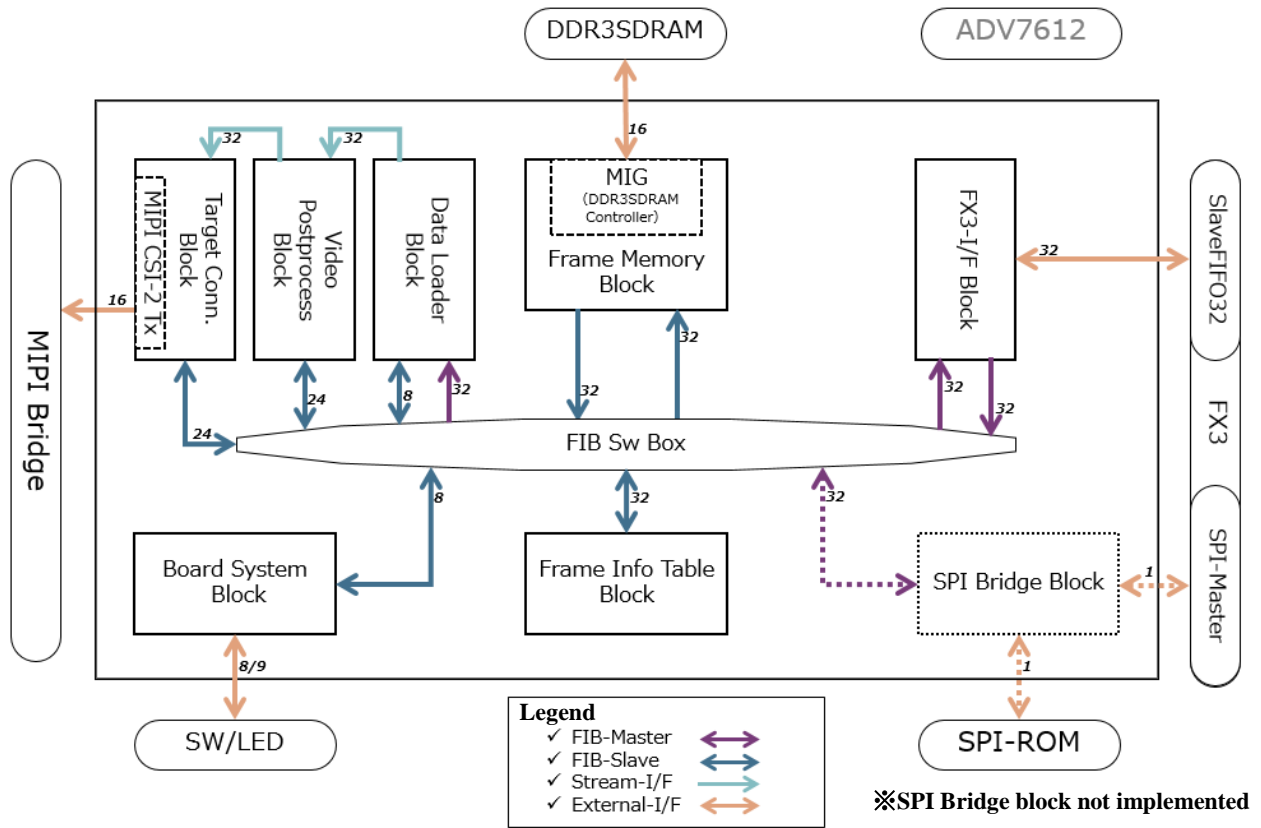 DDR3SDRAM
ADV7612
16
32
32
MIPI CSI-2 Tx
Target Conn.
Block
Video
Postprocess
Block
Data Loader
Block
MIG
(DDR3SDRAM
Controller)
Frame Memory
Block
FX3-I/F Block
32
SlaveFIFO32
FX3
SPI-Master
16
MIPI Bridge
24
24
8
32
32
32
32
32
FIB Sw Box
8
32
32
Board System
Block
Frame Info Table
Block
SPI Bridge Block
1
8/9
1
SW/LED
SPI-ROM
Legend
✓ FIB-Master
✓ FIB-Slave
✓ Stream-I/F
✓ External-I/F
※SPI Bridge block not implemented